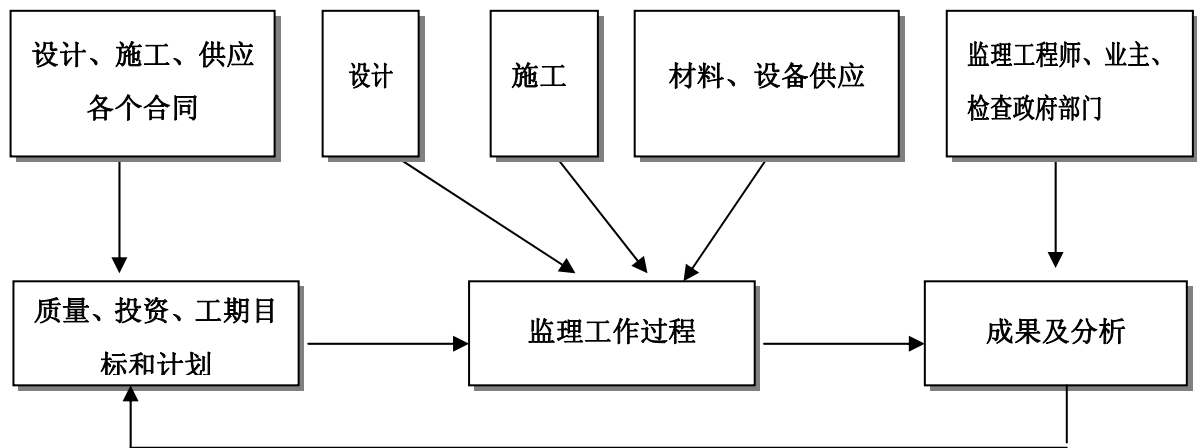 设计、施工、供应
各个合同
设计
施工
材料、设备供应
监理工程师、业主、
检查政府部门
质量、投资、工期目
标和计划
监理工作过程
成果及分析